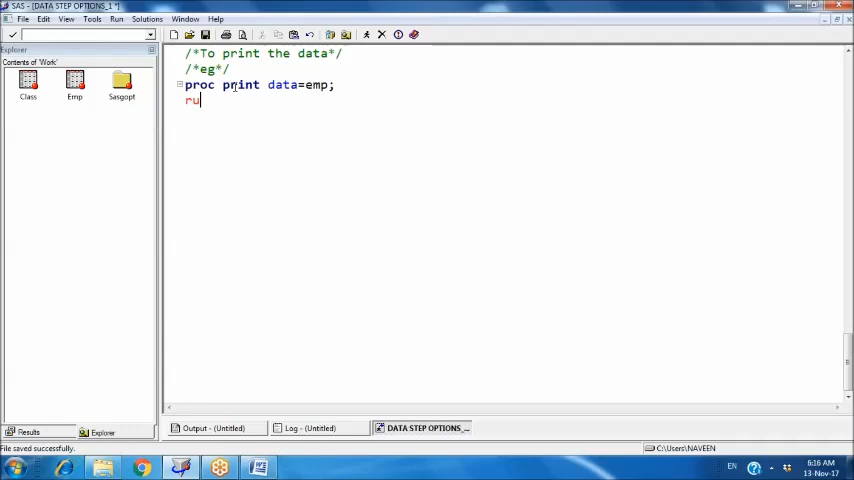 SAS - [DATA STEP OPTIONS_1 *]
File Edit View Tools Run Solutions Window Help
Explorer
Contents of 'Work'
Class Emp Sasgopt
/*To print the data*/
/*eg*/
proc print data=emp;
ru
Results Explorer
Output - (Untitled) Log - (Untitled) DATA STEP OPTIONS_...
File saved successfully. C:\Users\NAVEEN
EN 6:16 AM
13-Nov-17